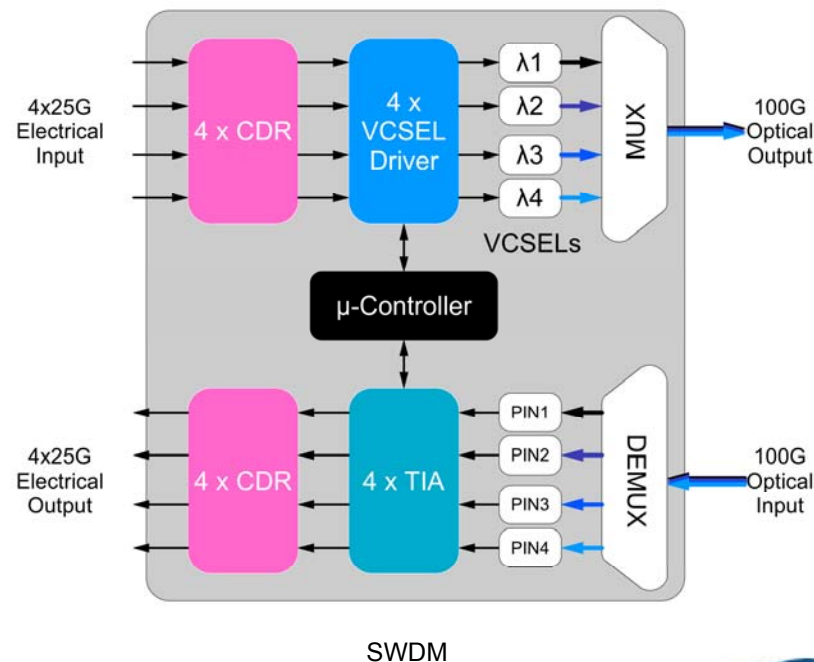 4x25G
Electrical
Input
4 x CDR
4 x
VCSEL
Driver
λ1
λ2
λ3
λ4
VCSELs
MUX
100G
Optical
Output
μ-Controller
4x25G
Electrical
Output
4 x CDR
4 x TIA
PIN1
PIN2
PIN3
PIN4
DEMUX
100G
Optical
Input
SWDM